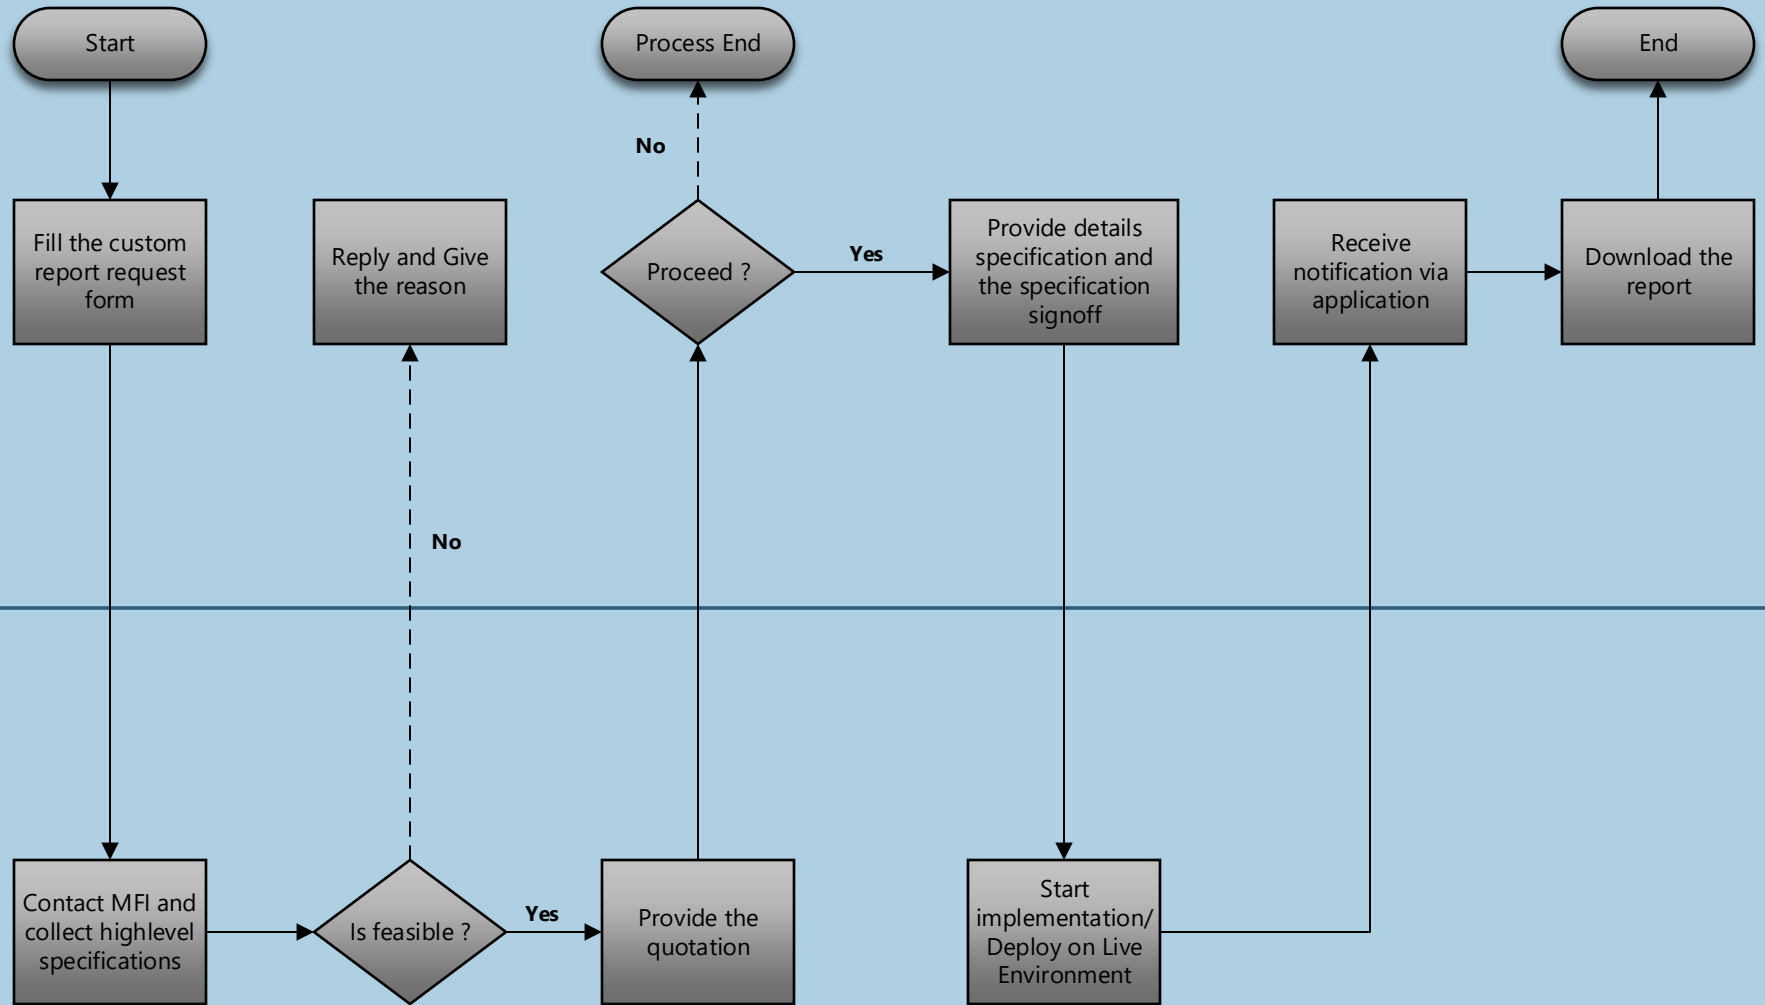 Start
Process End
End
No
Fill the custom
report request
form
Reply and Give
the reason
Proceed ?
Yes
Provide details
specification and
the specification
signoff
Receive
notification via
application
Download the
report
No
Contact MFI and
collect highlevel
specifications
Is feasible ?
Yes
Provide the
quotation
Start
implementation/
Deploy on Live
Environment